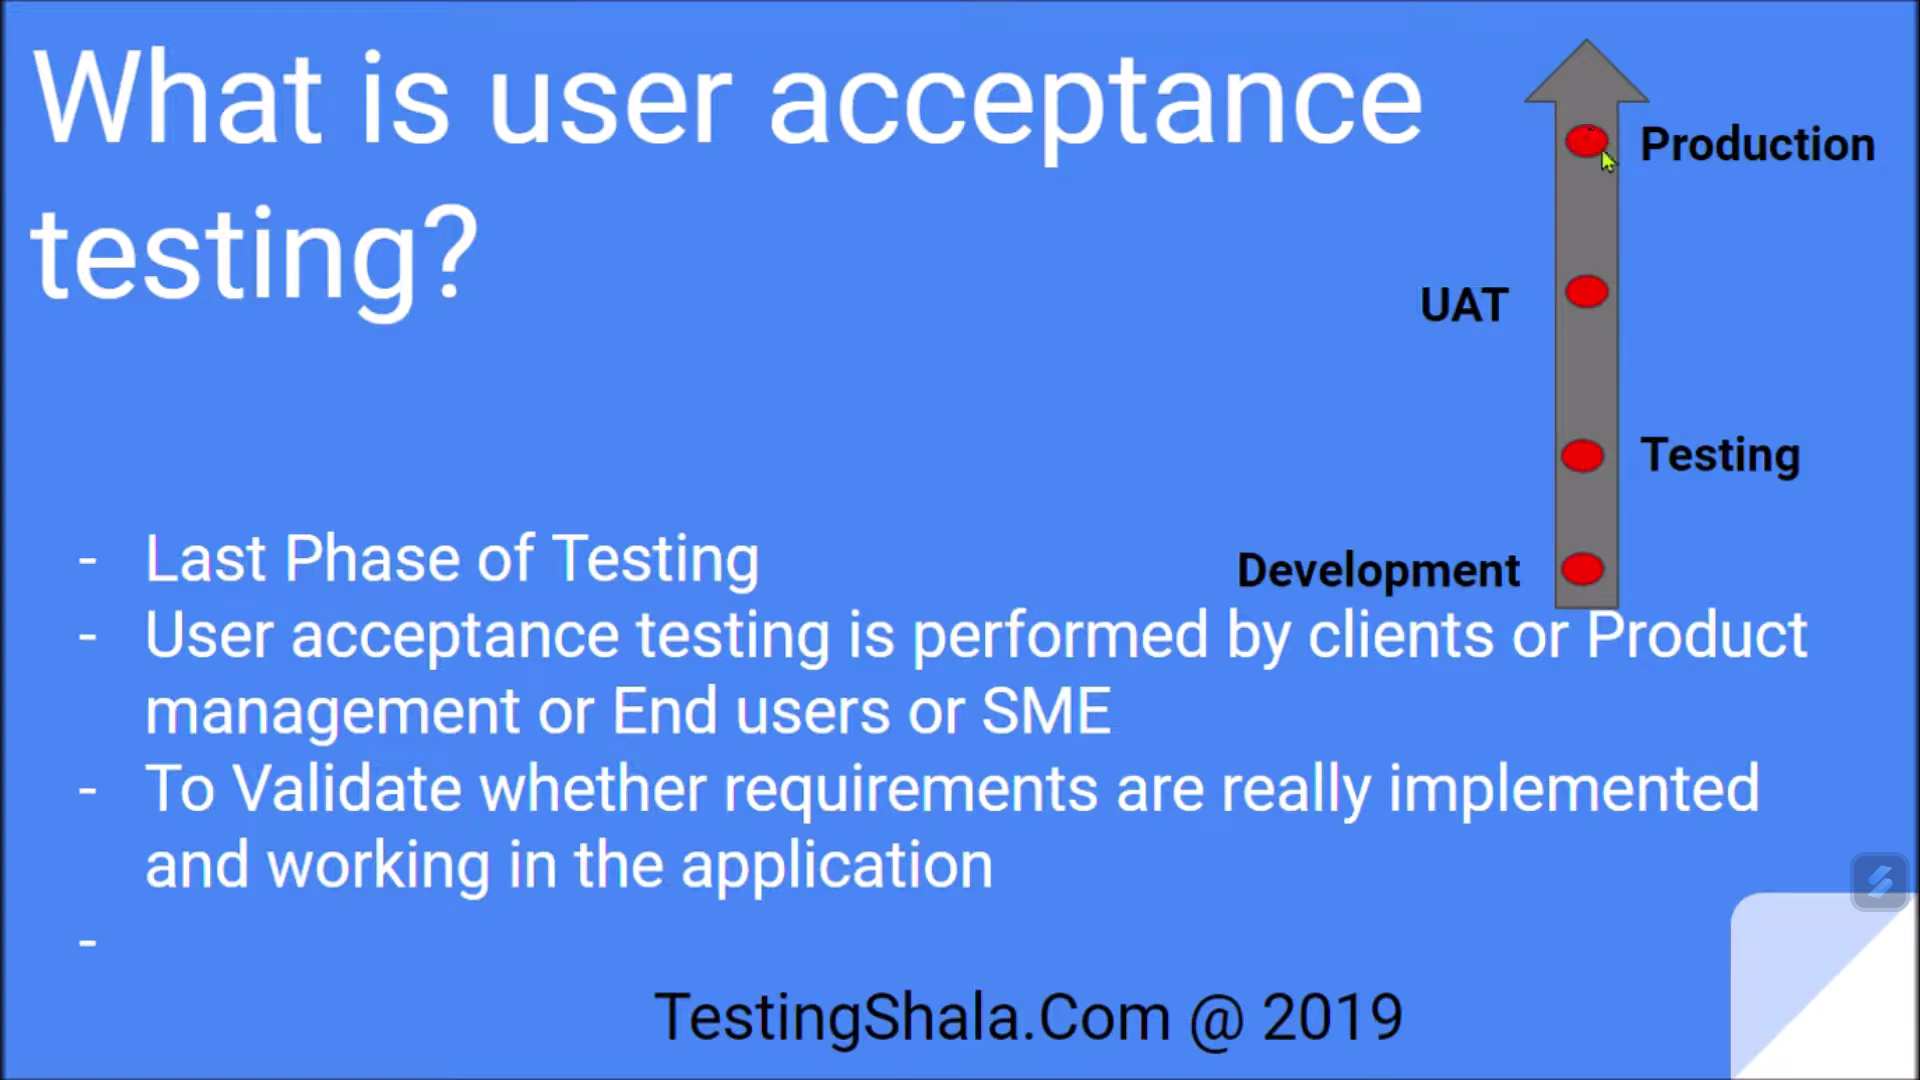 What is user acceptance
testing?
Production
UAT
Testing
Development
- Last Phase of Testing
- User acceptance testing is performed by clients or Product
management or End users or SME
- To Validate whether requirements are really implemented
and working in the application
-
TestingShala.Com @ 2019